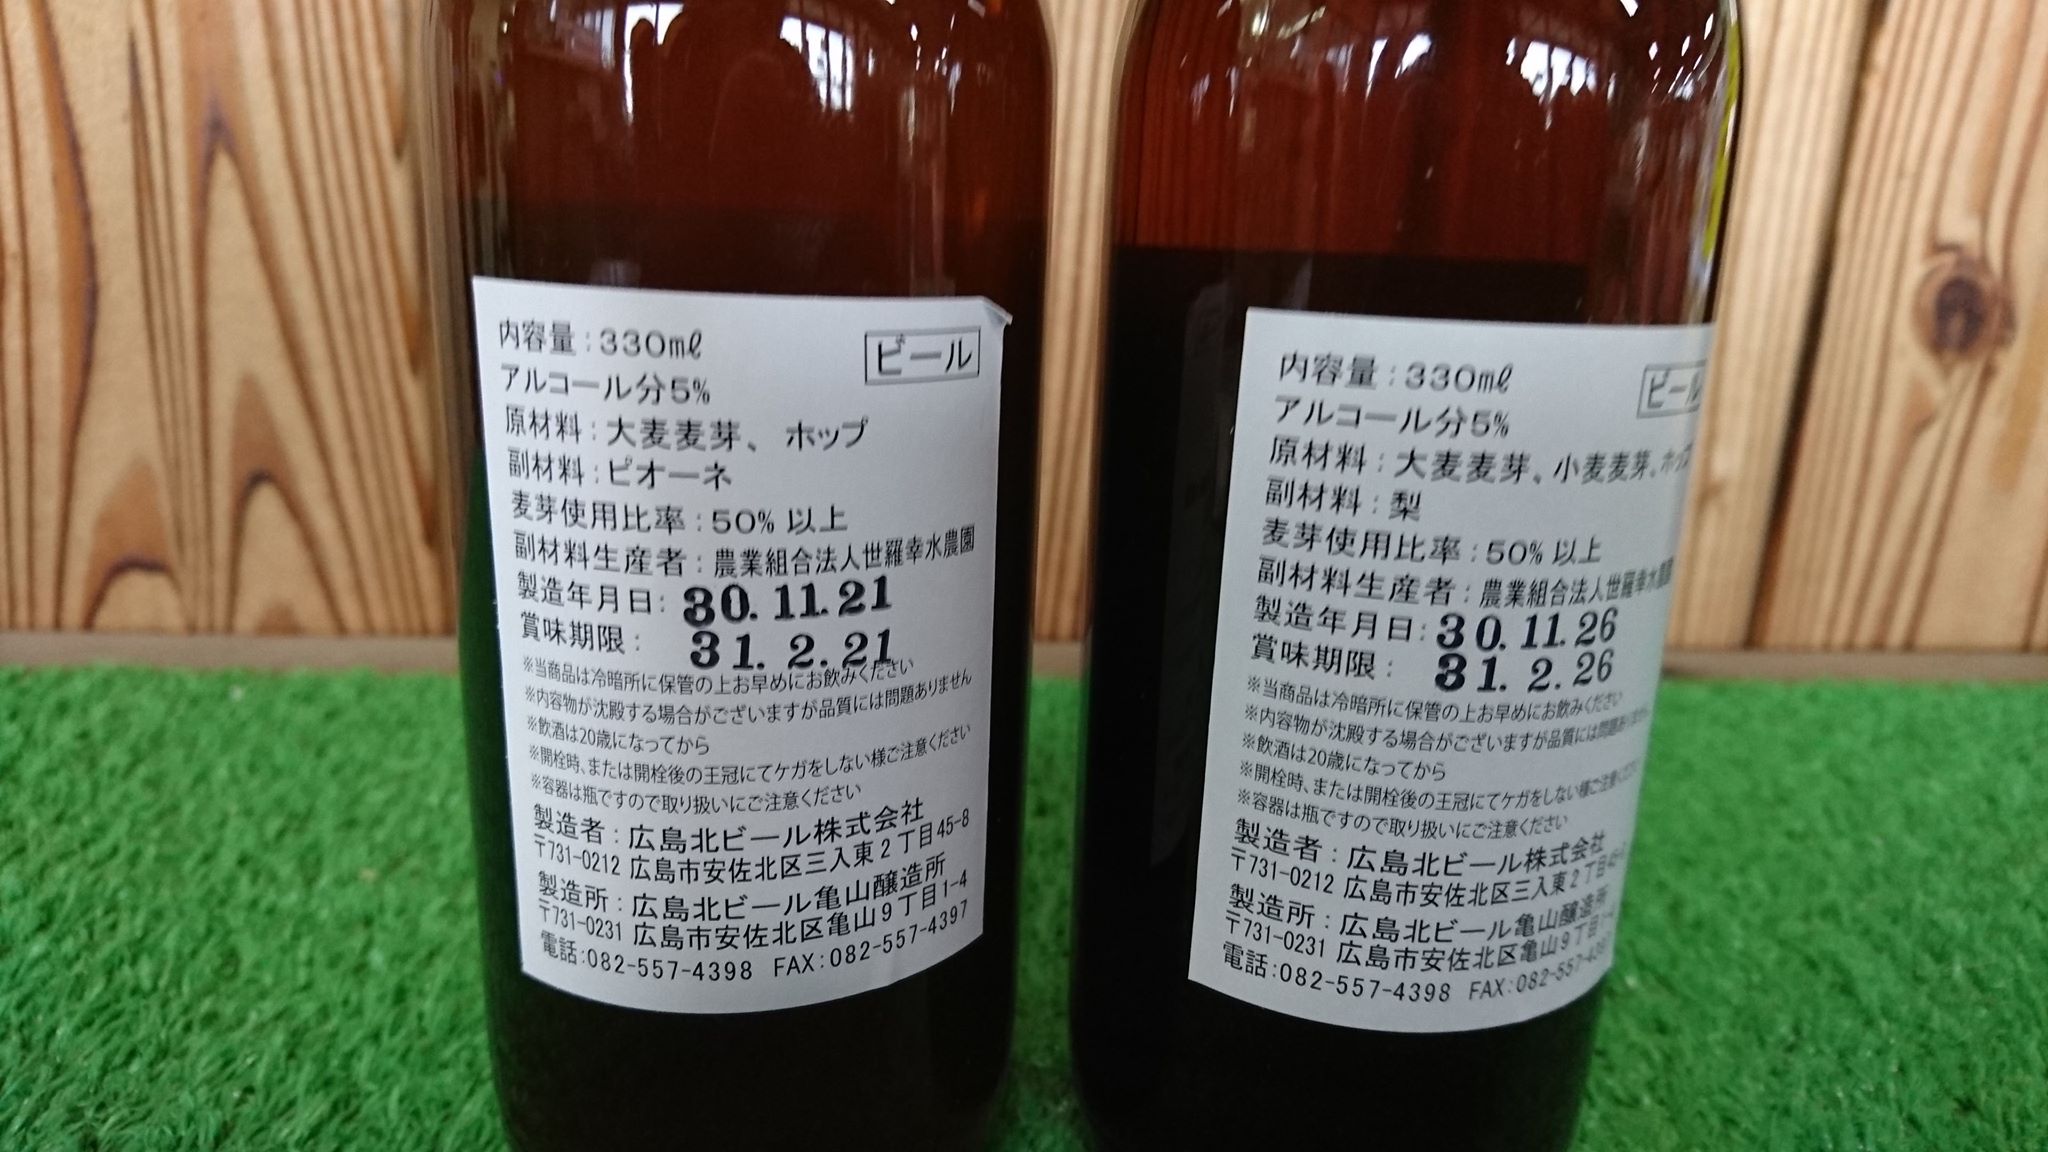 内容量：330mℓ
ビール
アルコール分5%
原材料：大麦麦芽、ホップ
副材料：ピオーネ
麦芽使用比率：50% 以上
副材料生産者：農業組合法人世羅幸水農園
製造年月日：30.11.21
賞味期限：31. 2.21
※当商品は冷暗所に保管の上お早めにお飲みください
※内容物が沈殿する場合がございますが品質には問題ありません
※飲酒は20歳になってから
※開栓時、または開栓後の王冠にてケガをしない様ご注意ください
※容器は瓶ですので取り扱いにご注意ください
製造者：広島北ビール株式会社
〒731-0212 広島市安佐北区三入東２丁目45-8
製造所：広島北ビール亀山醸造所
〒731-0231 広島市安佐北区亀山９丁目1-4
電話:082-557-4398 FAX:082-557-4397
内容量：330mℓ
ビール
アルコール分5%
原材料：大麦麦芽、小麦麦芽、ホップ
副材料：梨
麦芽使用比率：50% 以上
副材料生産者：農業組合法人世羅幸水農園
製造年月日：30.11.26
賞味期限：31. 2.26
※当商品は冷暗所に保管の上お早めにお飲みください
※内容物が沈殿する場合がございますが品質には問題ありません
※飲酒は20歳になってから
※開栓時、または開栓後の王冠にてケガをしない様ご注意ください
※容器は瓶ですので取り扱いにご注意ください
製造者：広島北ビール株式会社
〒731-0212 広島市安佐北区三入東２丁目
製造所：広島北ビール亀山醸造所
〒731-0231 広島市安佐北区亀山９丁目
電話:082-557-4398 FAX:082-557-